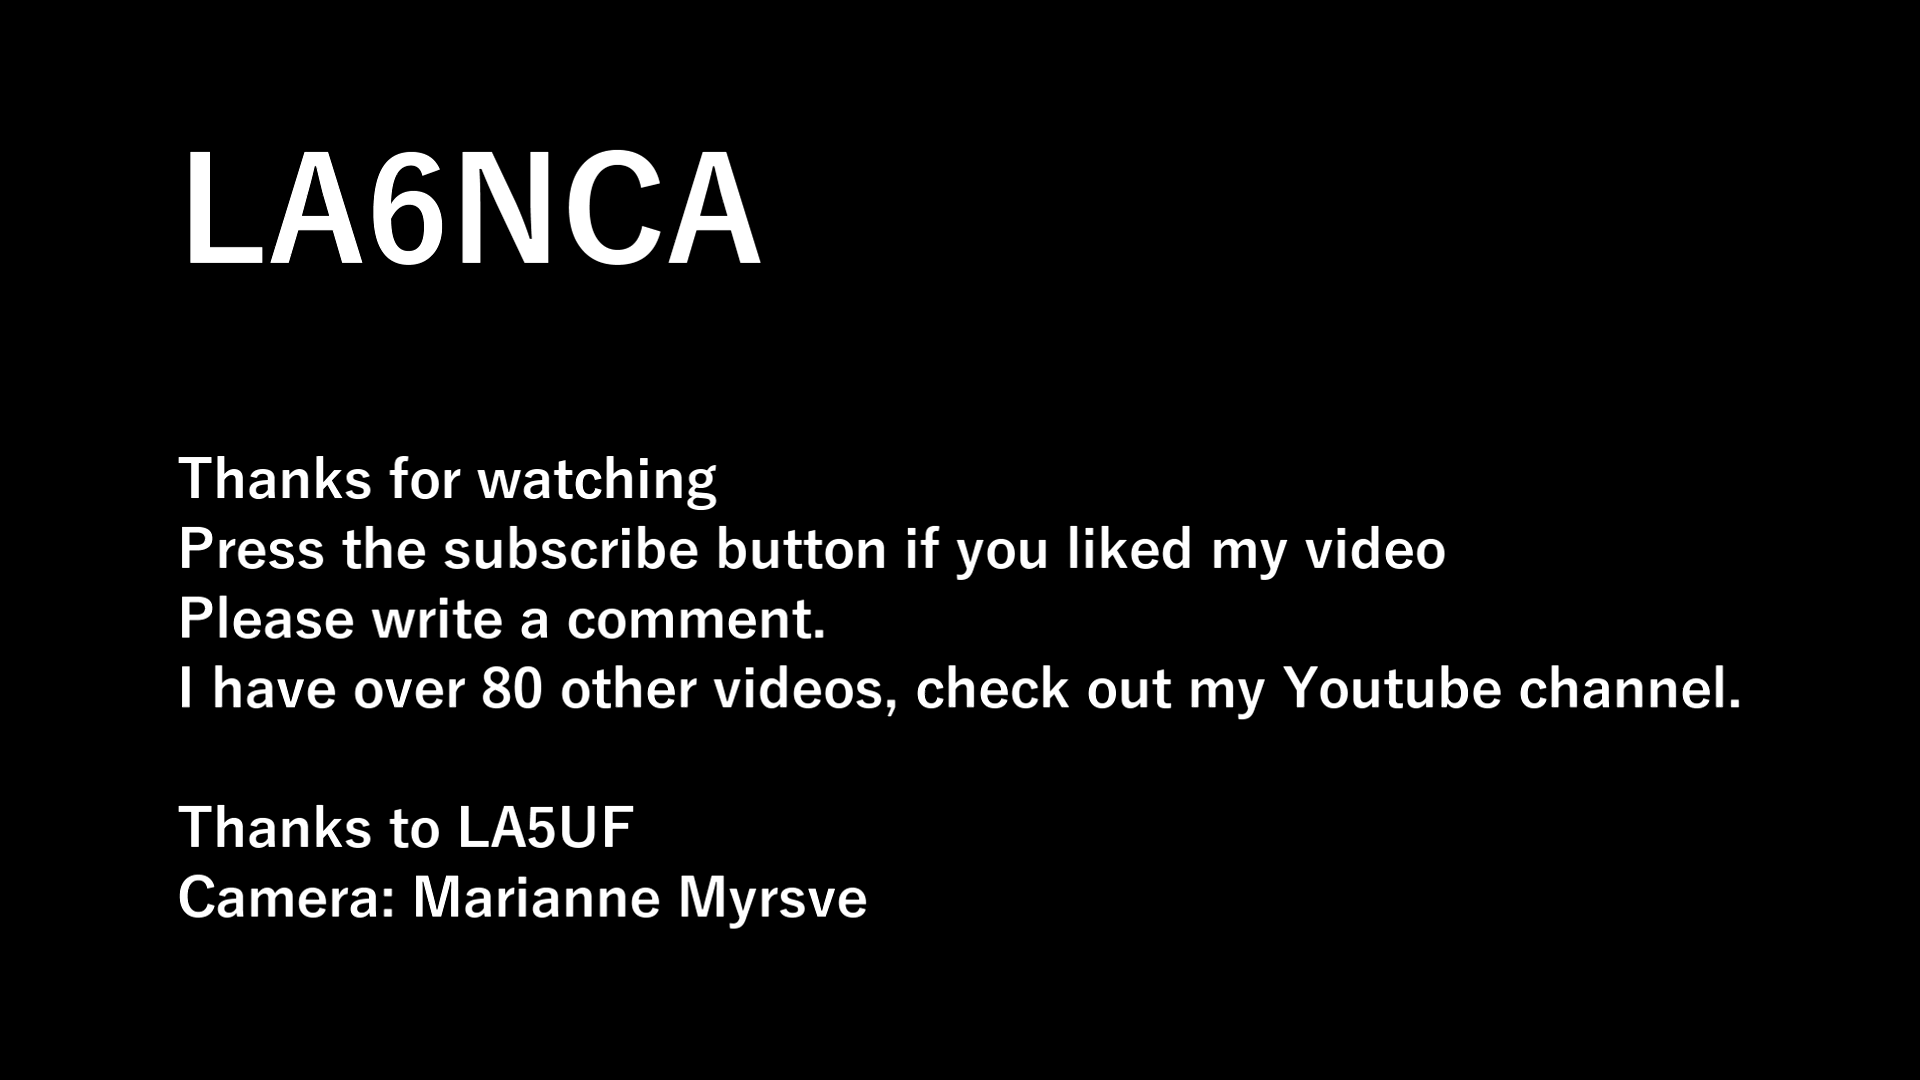 LA6NCA
Thanks for watching
Press the subscribe button if you liked my video
Please write a comment.
I have over 80 other videos, check out my Youtube channel.
Thanks to LA5UF
Camera: Marianne Myrsve